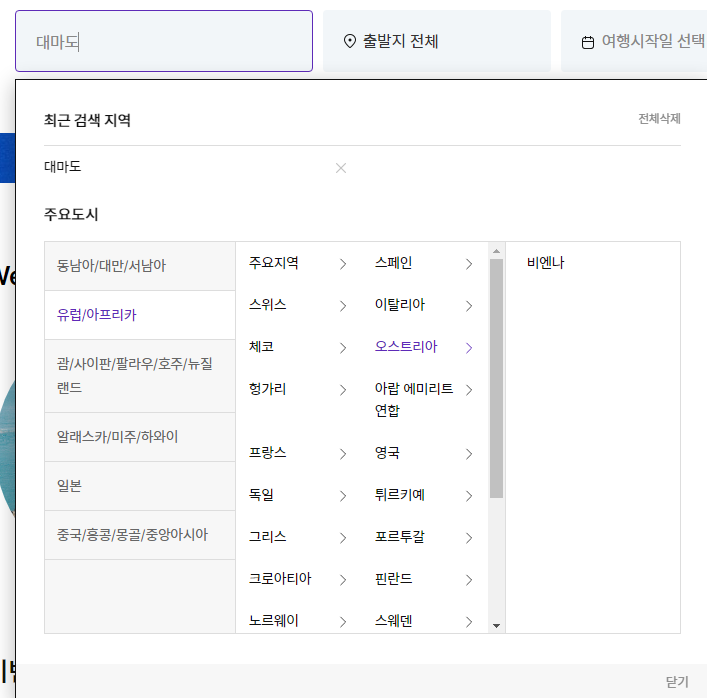 대마도
출발지 전체
여행시작일 선택
최근 검색 지역
전체삭제
대마도
주요도시
동남아/대만/서남아
유럽/아프리카
괌/사이판/팔라우/호주/뉴질
랜드
알래스카/미주/하와이
일본
중국/홍콩/몽골/중앙아시아
주요지역
스페인
스위스
이탈리아
체코
오스트리아
헝가리
아랍 에미리트
연합
프랑스
영국
독일
튀르키예
그리스
포르투갈
크로아티아
핀란드
노르웨이
스웨덴
비엔나
닫기